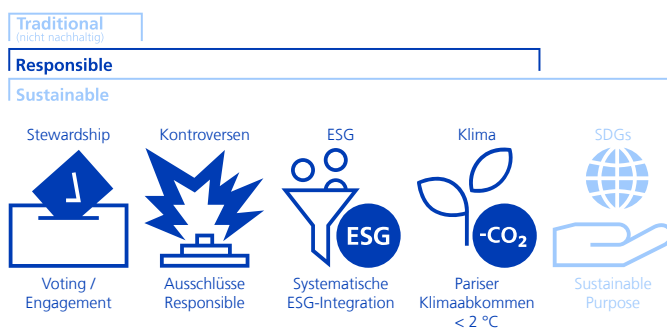 Traditional
(nicht nachhaltig)
Responsible
Sustainable
Stewardship
Kontroversen
ESG
Klima
SDGs
ESG
-CO₂
Voting /
Engagement
Ausschlüsse
Responsible
Systematische
ESG-Integration
Pariser
Klimaabkommen
< 2 °C
Sustainable
Purpose